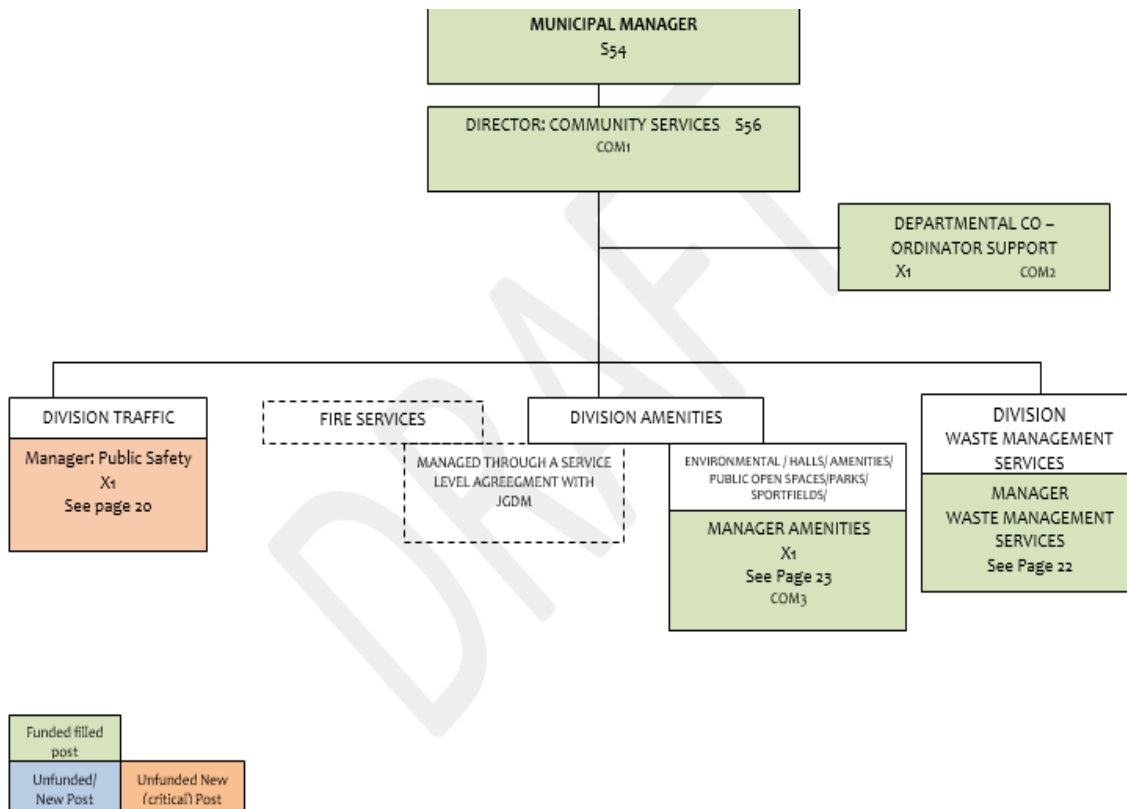 MUNICIPAL MANAGER
S54
DIRECTOR: COMMUNITY SERVICES S56
COM1
DEPARTMENTAL CO –
ORDINATOR SUPPORT
X1 COM2
DIVISION TRAFFIC
Manager: Public Safety
X1
See page 20
FIRE SERVICES
MANAGED THROUGH A SERVICE
LEVEL AGREEGMENT WITH
JGDM
DIVISION AMENITIES
ENVIRONMENTAL / HALLS/ AMENITIES/
PUBLIC OPEN SPACES/PARKS/
SPORTFIELDS/
MANAGER AMENITIES
X1
See Page 23
COM3
DIVISION
WASTE MANAGEMENT
SERVICES
MANAGER
WASTE MANAGEMENT
SERVICES
See Page 22
DRAFT
Funded filled
post
Unfunded/
New Post
Unfunded New
(critical) Post